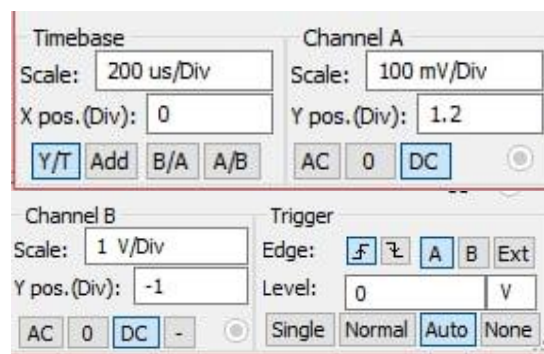 Timebase
Channel A
Scale: 200 us/Div
Scale: 100 mV/Div
X pos.(Div): 0
Y pos.(Div): 1.2
Y/T Add B/A A/B
AC 0 DC
Channel B
Trigger
Scale: 1 V/Div
Edge: A B Ext
Y pos.(Div): -1
Level: 0 V
AC 0 DC -
Single Normal Auto None